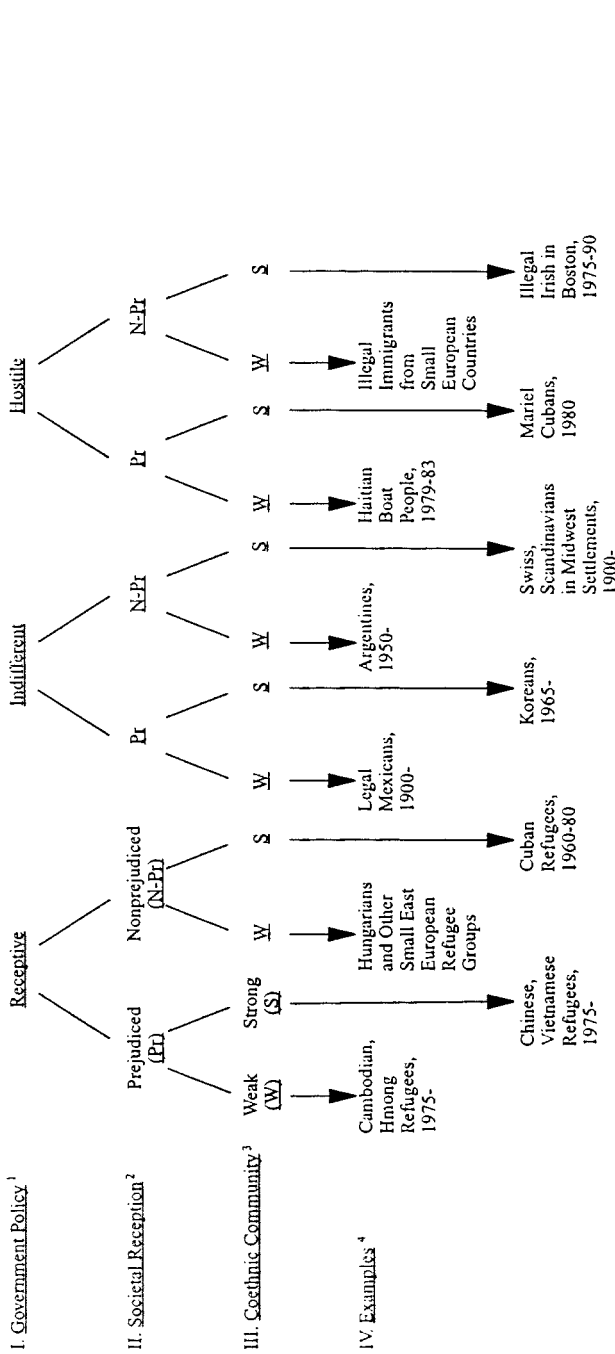 I. Government Policy 1
Receptive
Indifferent
Hostile
II. Societal Reception 2
Prejudiced
(Pr)
Nonprejudiced
(N-Pr)
Pr
N-Pr
Pr
N-Pr
III. Coethnic Community 3
Weak
(W)
Strong
(S)
W
S
W
S
W
S
W
S
W
S
IV. Examples 4
Cambodian,
Hmong
Refugees,
1975-
Chinese,
Vietnamese
Refugees,
1975-
Hungarians
and Other
Small East
European
Refugee
Groups
Cuban
Refugees,
1960-80
Legal
Mexicans,
1900-
Koreans,
1965-
Argentines,
1950-
Swiss,
Scandinavians
in Midwest
Settlements,
1900-
Haitian
Boat
People,
1979-83
Mariel
Cubans,
1980
Illegal
Immigrants
from
Small
European
Countries
Illegal
Irish in
Boston,
1975-90